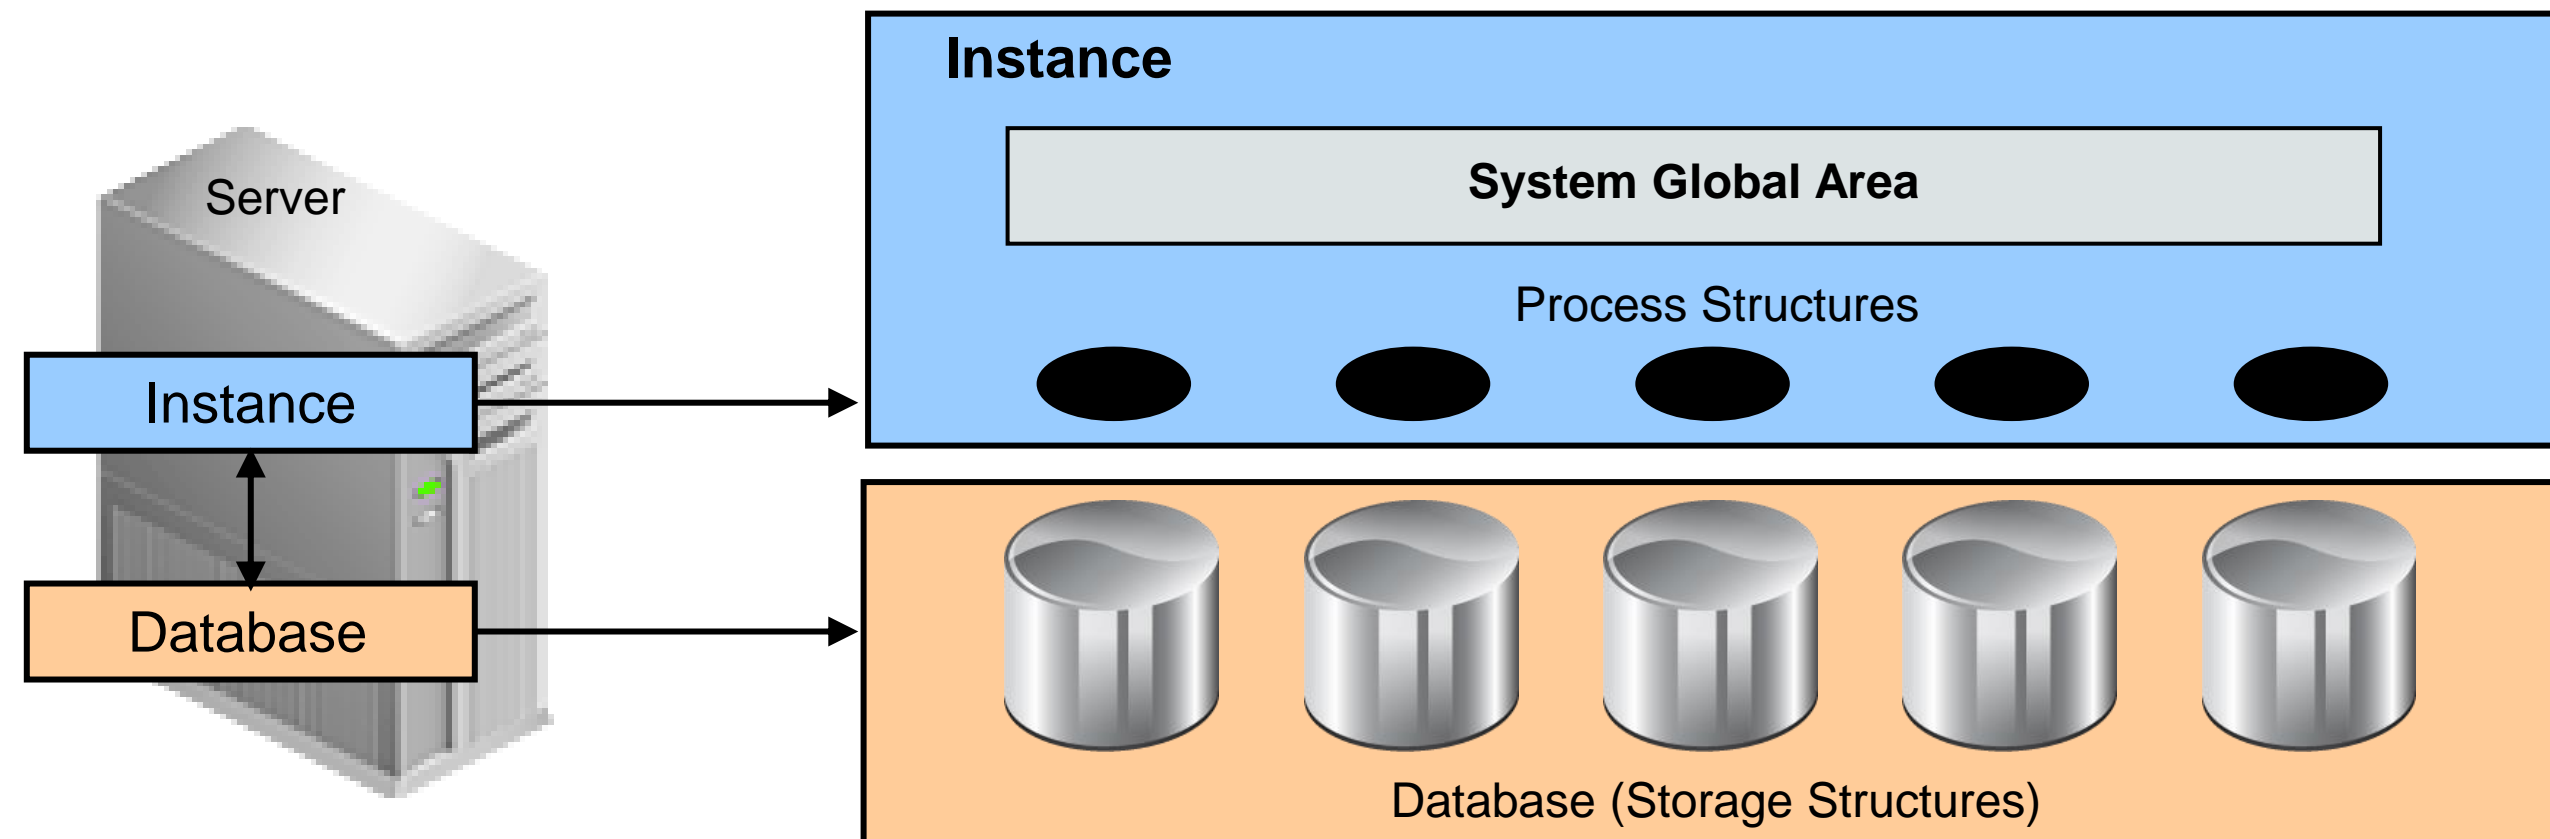 Server
Instance
Database
Instance
System Global Area
Process Structures
Database (Storage Structures)